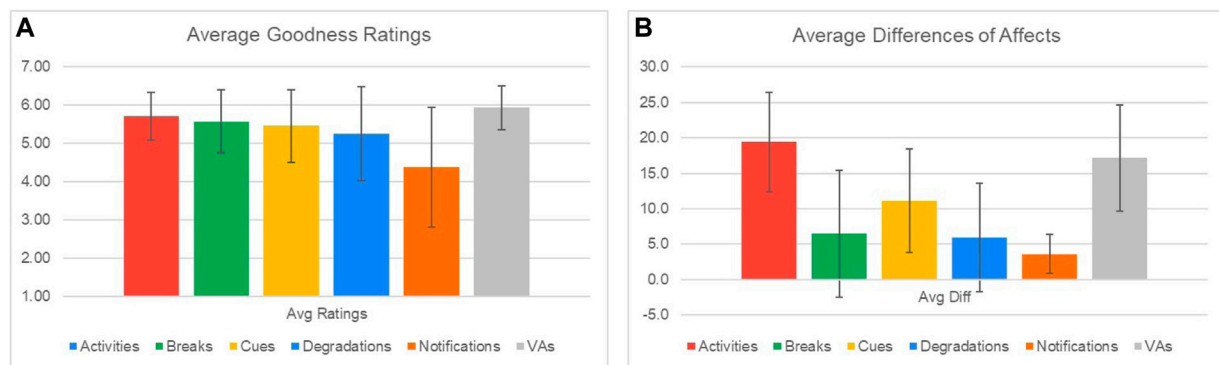 A
Average Goodness Ratings
7.00
6.00
5.00
4.00
3.00
2.00
1.00
Avg Ratings
Activities Breaks Cues Degradations Notifications VAs
B
Average Differences of Affects
30.0
25.0
20.0
15.0
10.0
5.0
0.0
-5.0
Avg Diff
Activities Breaks Cues Degradations Notifications VAs